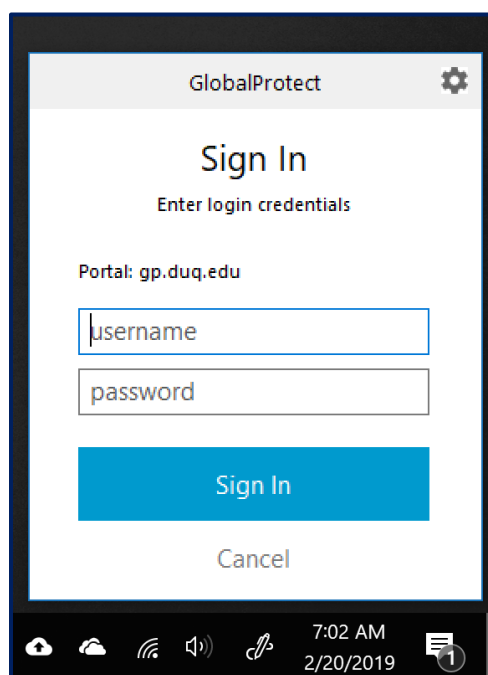 GlobalProtect
Sign In
Enter login credentials
Portal: gp.duq.edu
username
password
Sign In
Cancel
7:02 AM
2/20/2019
1